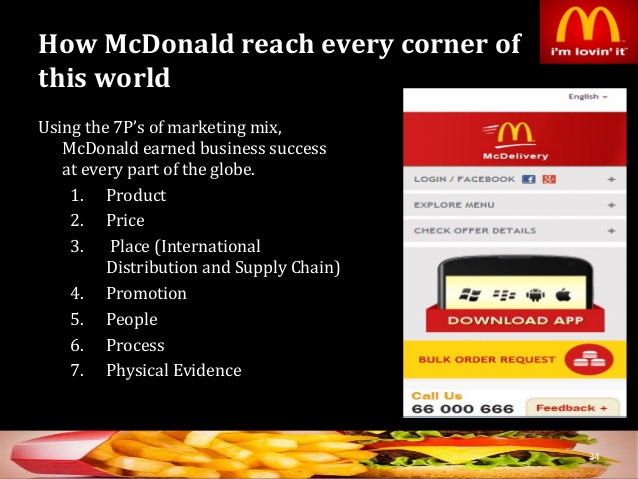 How McDonald reach every corner of
this world
i'm lovin' it™
Using the 7P’s of marketing mix,
McDonald earned business success
at every part of the globe.
1. Product
2. Price
3. Place (International
Distribution and Supply Chain)
4. Promotion
5. People
6. Process
7. Physical Evidence
English
McDelivery
LOGIN / FACEBOOK
EXPLORE MENU
CHECK OFFER DETAILS
DOWNLOAD APP
BULK ORDER REQUEST
Call Us
66 000 666
Feedback +
34